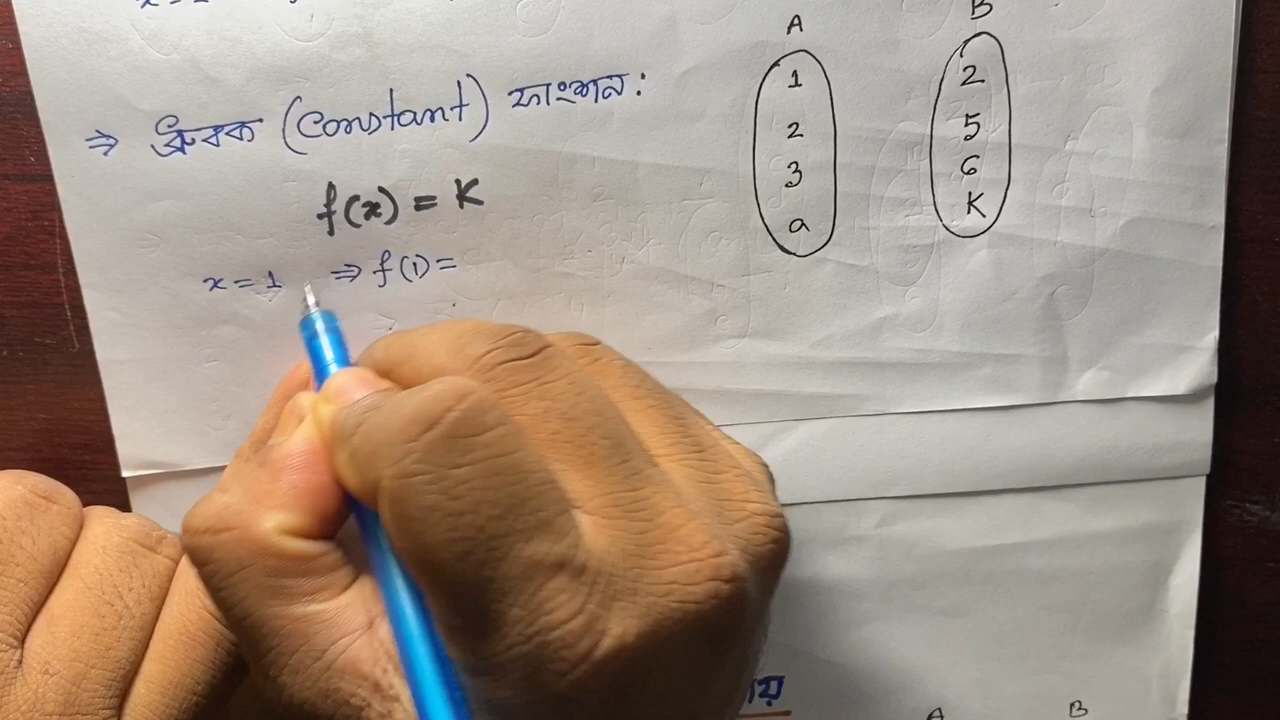 ⇒ ধ্রুবক (Constant) ফাংশন:
f(x) = K
x = 1 ⇒ f(1) =
A
1
2
3
a
B
2
5
6
K
A B